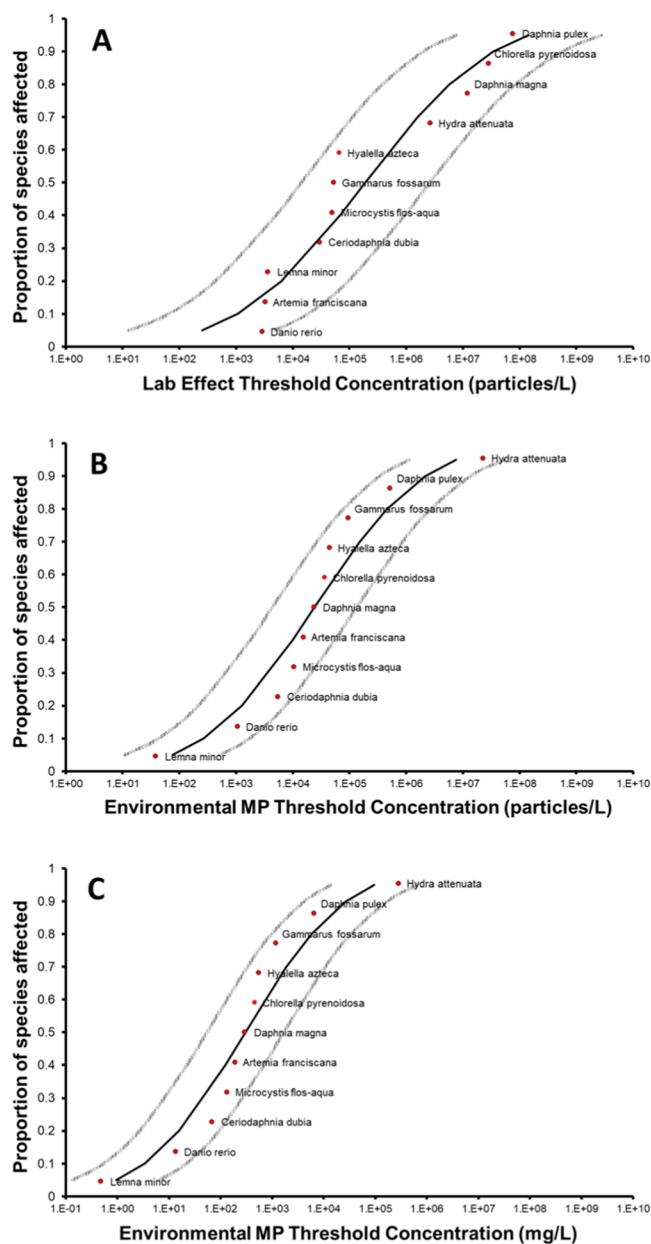 A
Proportion of species affected
1
0.9
0.8
0.7
0.6
0.5
0.4
0.3
0.2
0.1
0
Daphnia pulex
Chlorella pyrenoidosa
Daphnia magna
Hydra attenuata
Hyalella azteca
Gammarus fossarum
Microcystis flos-aqua
Ceriodaphnia dubia
Lemna minor
Artemia franciscana
Danio rerio
1.E+00 1.E+01 1.E+02 1.E+03 1.E+04 1.E+05 1.E+06 1.E+07 1.E+08 1.E+09 1.E+10
Lab Effect Threshold Concentration (particles/L)
B
Proportion of species affected
1
0.9
0.8
0.7
0.6
0.5
0.4
0.3
0.2
0.1
0
Hydra attenuata
Daphnia pulex
Gammarus fossarum
Hyalella azteca
Chlorella pyrenoidosa
Daphnia magna
Artemia franciscana
Microcystis flos-aqua
Ceriodaphnia dubia
Danio rerio
Lemna minor
1.E+00 1.E+01 1.E+02 1.E+03 1.E+04 1.E+05 1.E+06 1.E+07 1.E+08 1.E+09 1.E+10
Environmental MP Threshold Concentration (particles/L)
C
Proportion of species affected
1
0.9
0.8
0.7
0.6
0.5
0.4
0.3
0.2
0.1
0
Hydra attenuata
Daphnia pulex
Gammarus fossarum
Hyalella azteca
Chlorella pyrenoidosa
Daphnia magna
Artemia franciscana
Microcystis flos-aqua
Ceriodaphnia dubia
Danio rerio
Lemna minor
1.E-01 1.E+00 1.E+01 1.E+02 1.E+03 1.E+04 1.E+05 1.E+06 1.E+07 1.E+08 1.E+09 1.E+10
Environmental MP Threshold Concentration (mg/L)